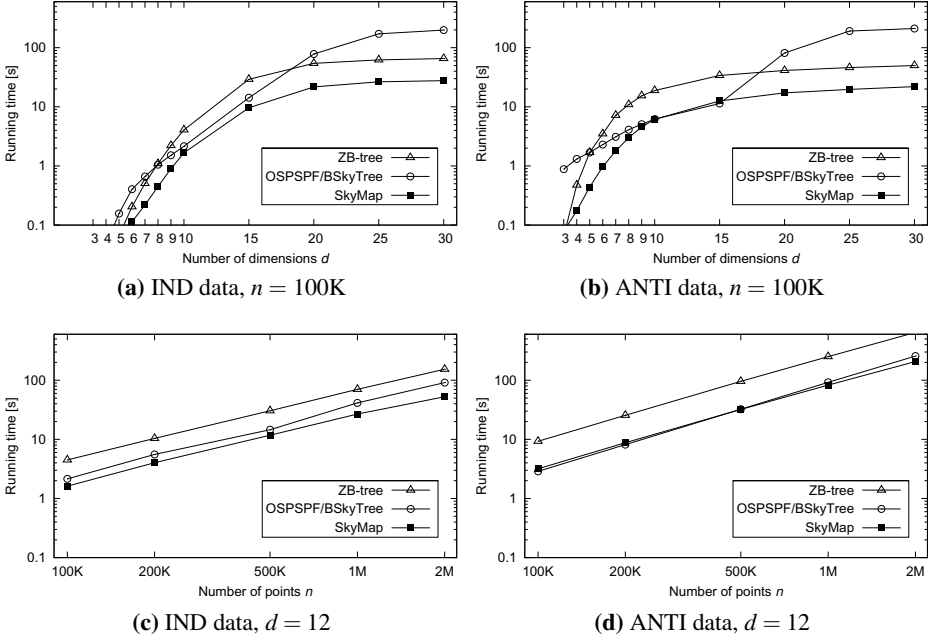 Running time [s]
100
10
1
0.1
ZB-tree
OSPSPF/BSkyTree
SkyMap
3 4 5 6 7 8 9 10 15 20 25 30
Number of dimensions d
(a) IND data, n = 100K
Running time [s]
100
10
1
0.1
ZB-tree
OSPSPF/BSkyTree
SkyMap
3 4 5 6 7 8 9 10 15 20 25 30
Number of dimensions d
(b) ANTI data, n = 100K
Running time [s]
100
10
1
0.1
ZB-tree
OSPSPF/BSkyTree
SkyMap
100K 200K 500K 1M 2M
Number of points n
(c) IND data, d = 12
Running time [s]
100
10
1
0.1
ZB-tree
OSPSPF/BSkyTree
SkyMap
100K 200K 500K 1M 2M
Number of points n
(d) ANTI data, d = 12